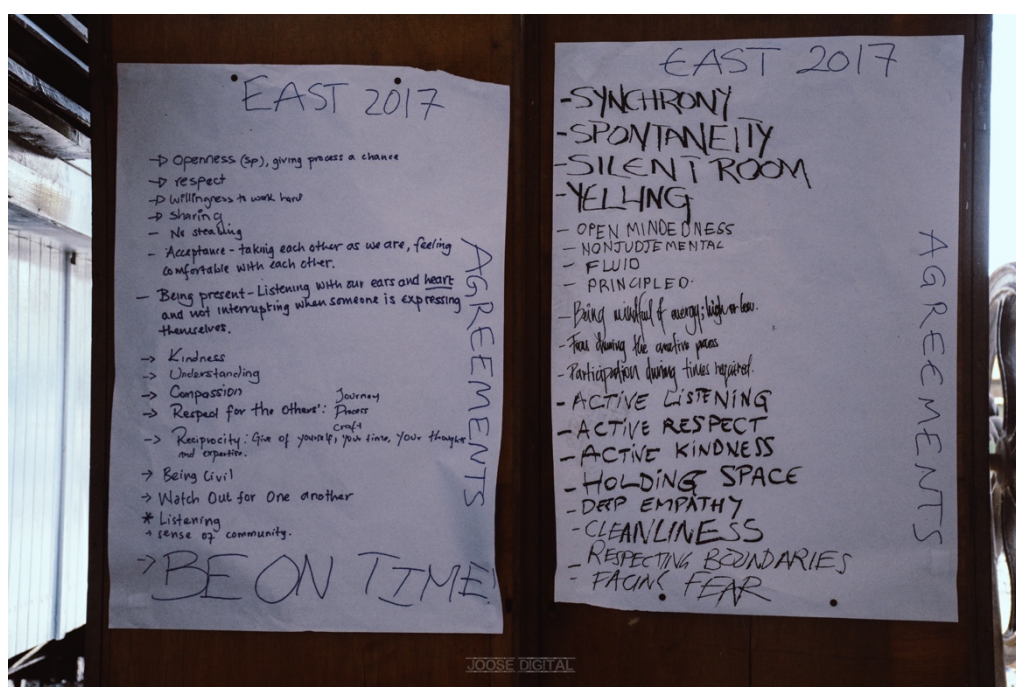 EAST 2017
→ Openness (sp), giving process a chance
→ respect
→ willingness to work hard
→ sharing
- No stealing
- Acceptance - taking each other as we are, feeling
comfortable with each other.
- Being present - Listening with our ears and heart
and not interrupting when someone is expressing
themselves.
→ Kindness
→ Understanding
→ Compassion
→ Respect for the others': Journey
Process
craft
→ Reciprocity: Give of yourself, your time, your thoughts
and expertise.
→ Being Civil
→ Watch Out for One another
* Listening
+ sense of community.
→ BE ON TIME!
AGREEMENTS
EAST 2017
- SYNCHRONY
- SPONTANEITY
- SILENT ROOM
- YELLING
- OPEN MINDEDNESS
- NONJUDJEMENTAL
- FLUID
- PRINCIPLED.
- Being mindful of energy; high or low.
- during the creative process
- Participation during times required.
- ACTIVE LISTENING
- ACTIVE RESPECT
- ACTIVE KINDNESS
- HOLDING SPACE
- DEEP EMPATHY
- CLEANLINESS
- RESPECTING BOUNDARIES
- FACING FEAR
AGREEMENTS
JOOSE DIGITAL